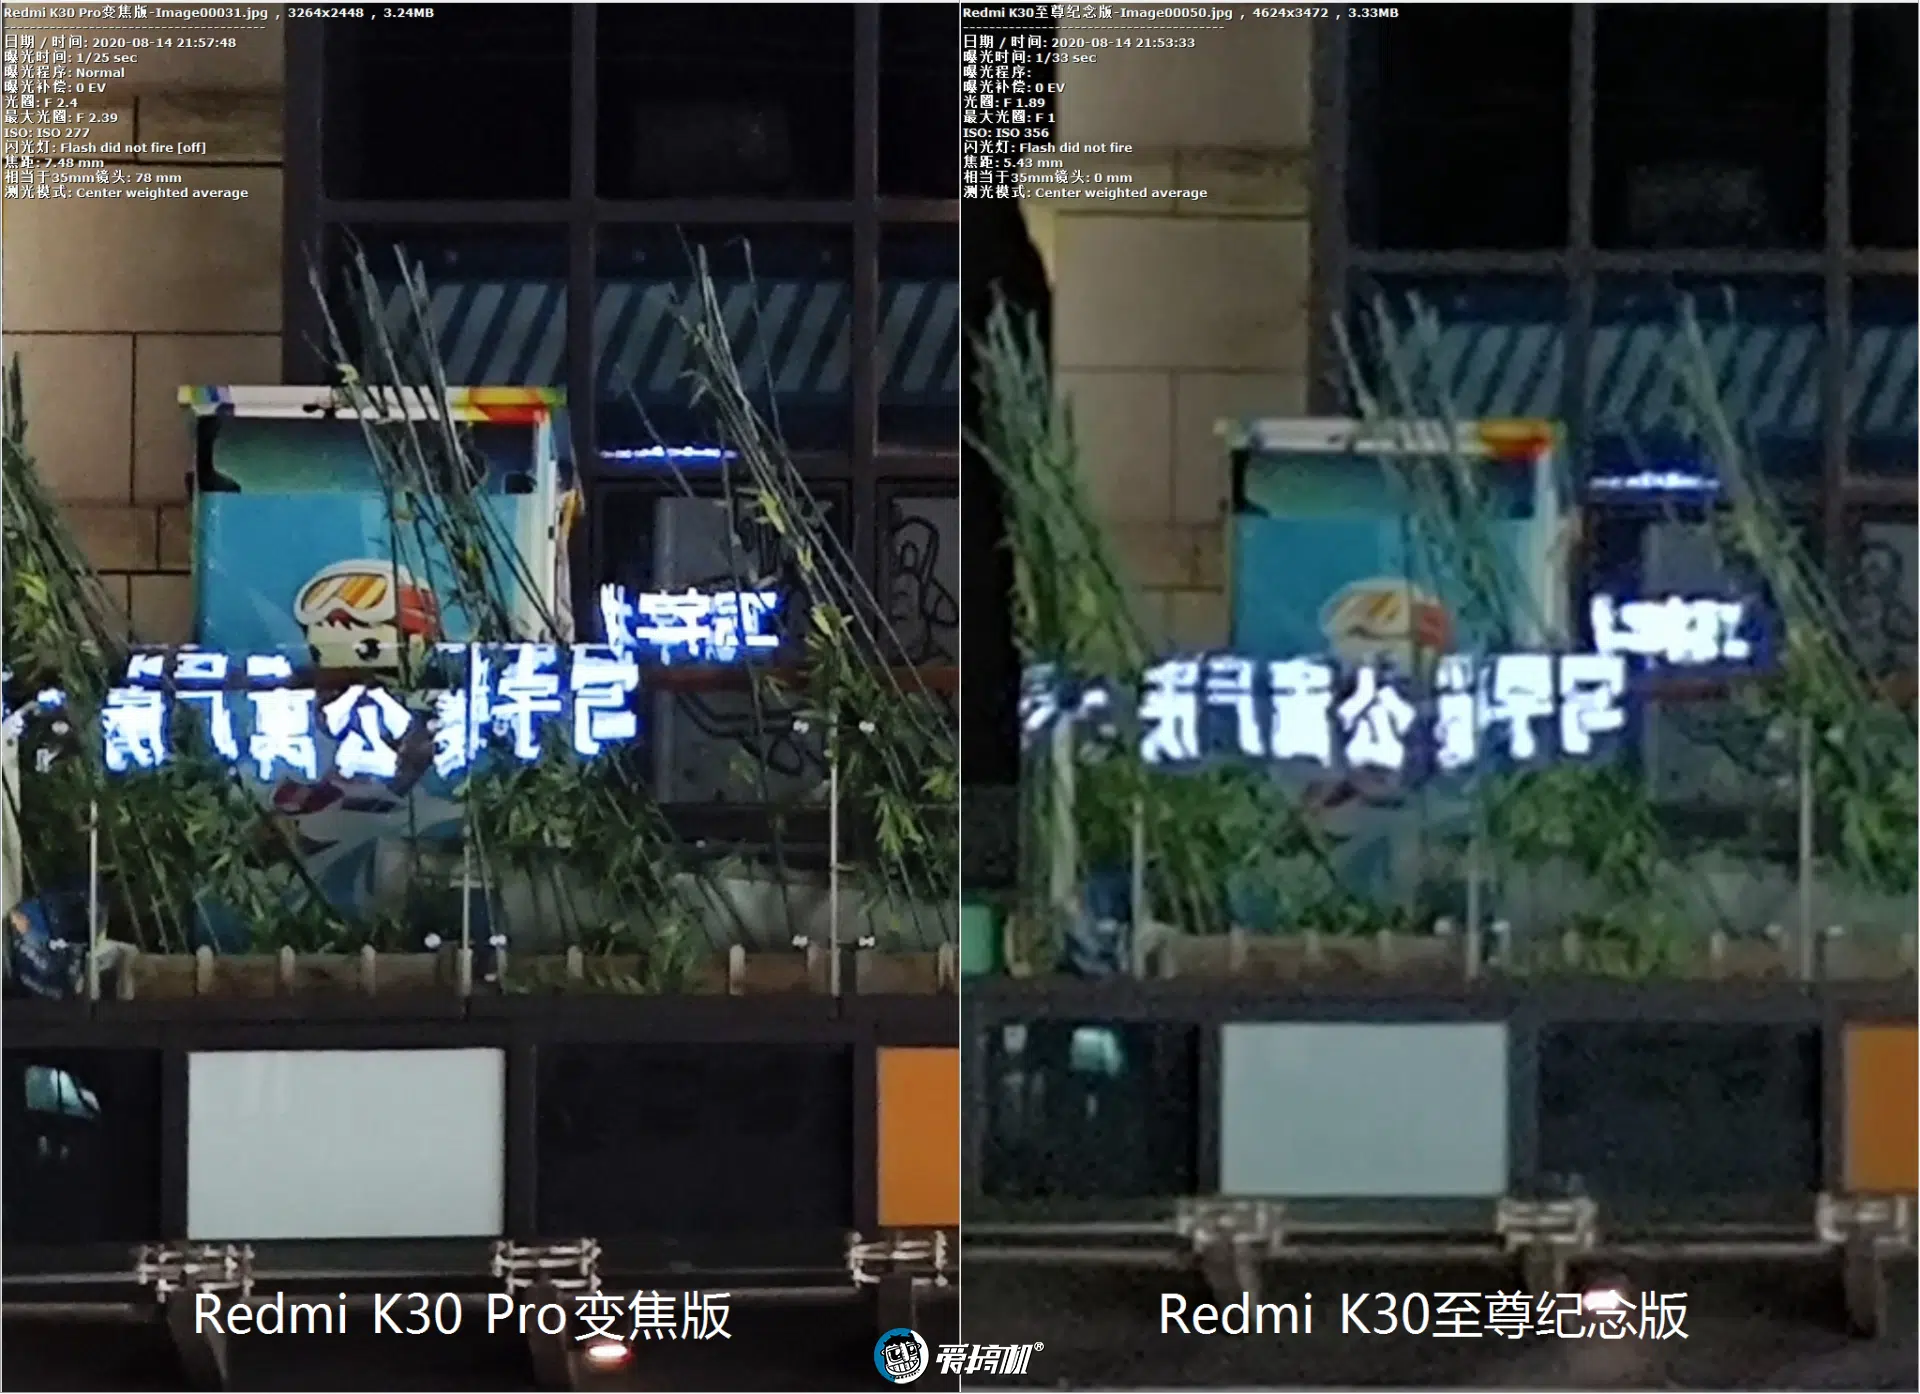 Redmi K30 Pro变焦版-Image00031.jpg , 3264x2448 , 3.24MB
日期 / 时间: 2020-08-14 21:57:48
曝光时间: 1/25 sec
曝光程序: Normal
曝光补偿: 0 EV
光圈: F 2.4
最大光圈: F 2.39
ISO: ISO 277
闪光灯: Flash did not fire [off]
焦距: 7.48 mm
相当于35mm镜头: 78 mm
测光模式: Center weighted average
Redmi K30至尊纪念版-Image00050.jpg , 4624x3472 , 3.33MB
日期 / 时间: 2020-08-14 21:53:33
曝光时间: 1/33 sec
曝光程序:
曝光补偿: 0 EV
光圈: F 1.89
最大光圈: F 1
ISO: ISO 356
闪光灯: Flash did not fire
焦距: 5.43 mm
相当于35mm镜头: 0 mm
测光模式: Center weighted average
公寓厂房
公寓厂房
Redmi K30 Pro变焦版
Redmi K30至尊纪念版
爱搞机®